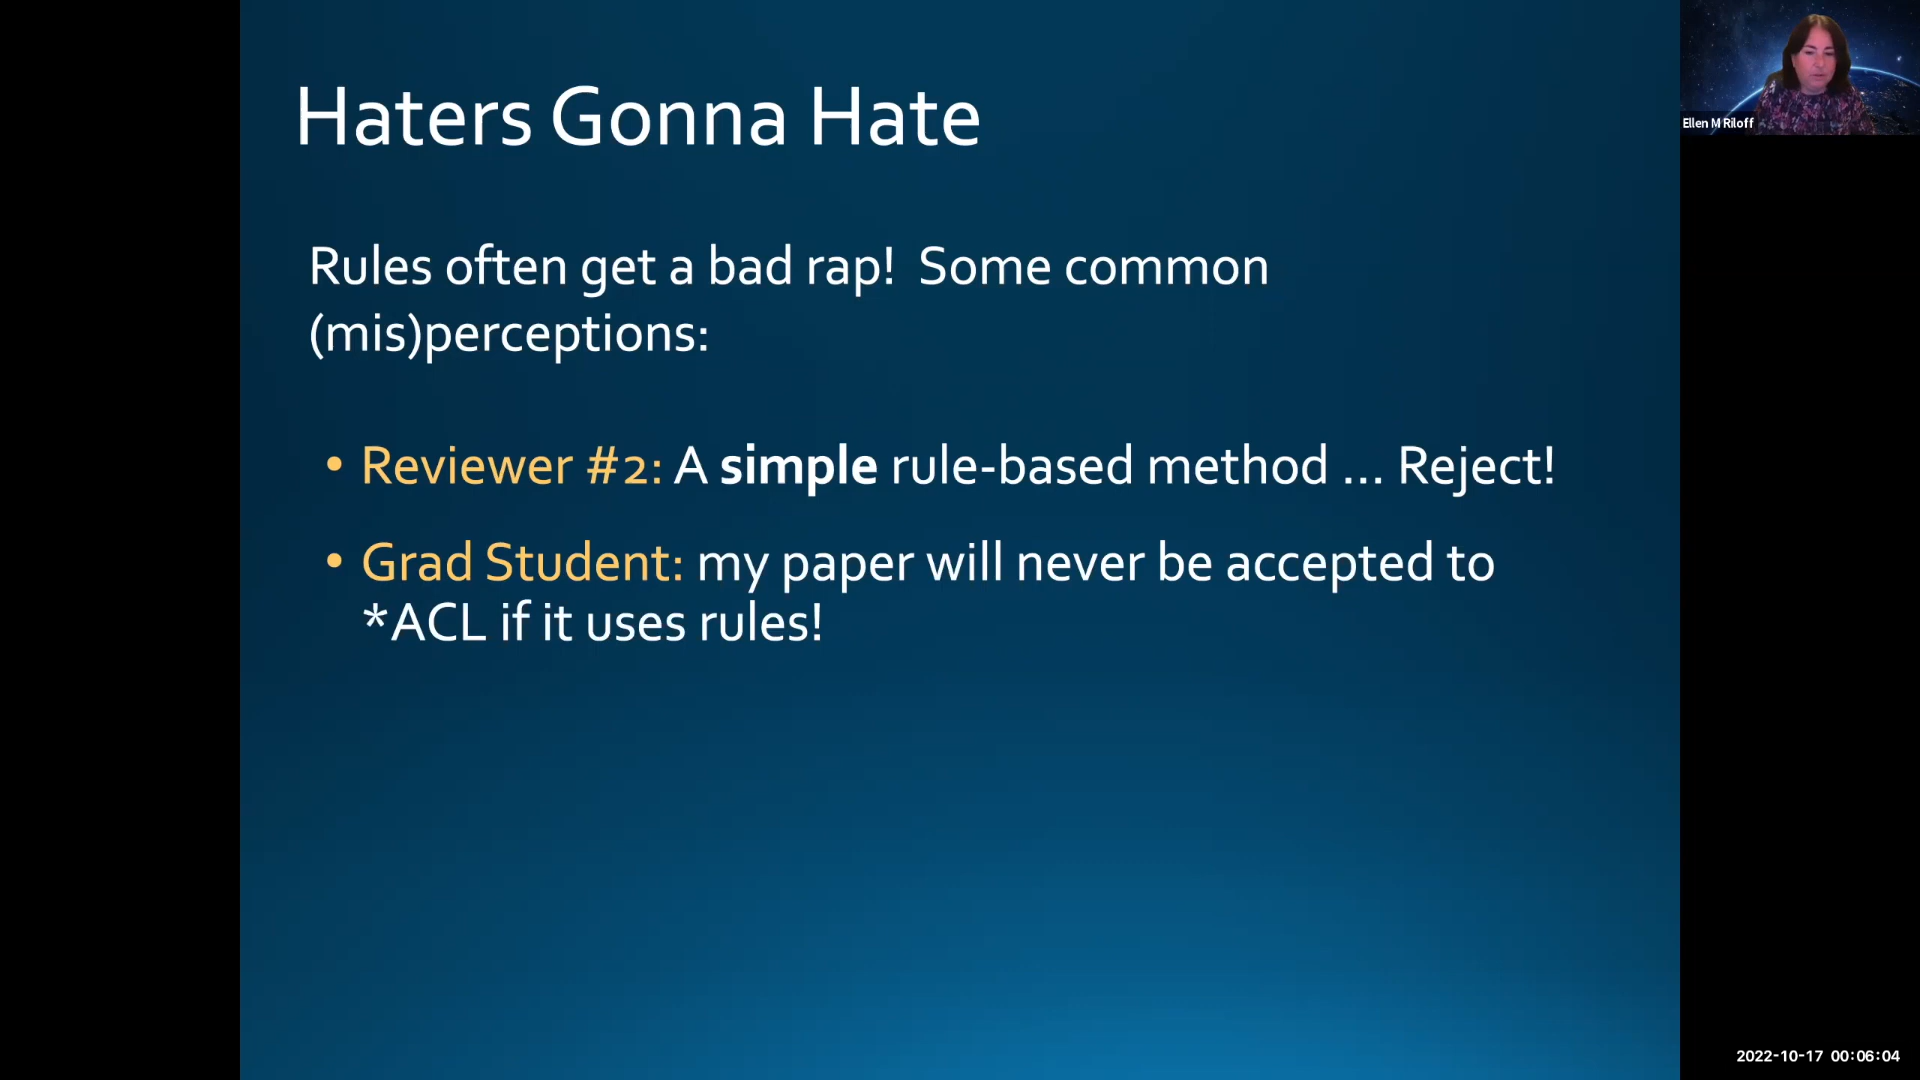 Haters Gonna Hate
Ellen M Riloff
Rules often get a bad rap!  Some common
(mis)perceptions:
• Reviewer #2: A simple rule-based method ... Reject!
• Grad Student: my paper will never be accepted to
*ACL if it uses rules!
2022-10-17 00:06:04